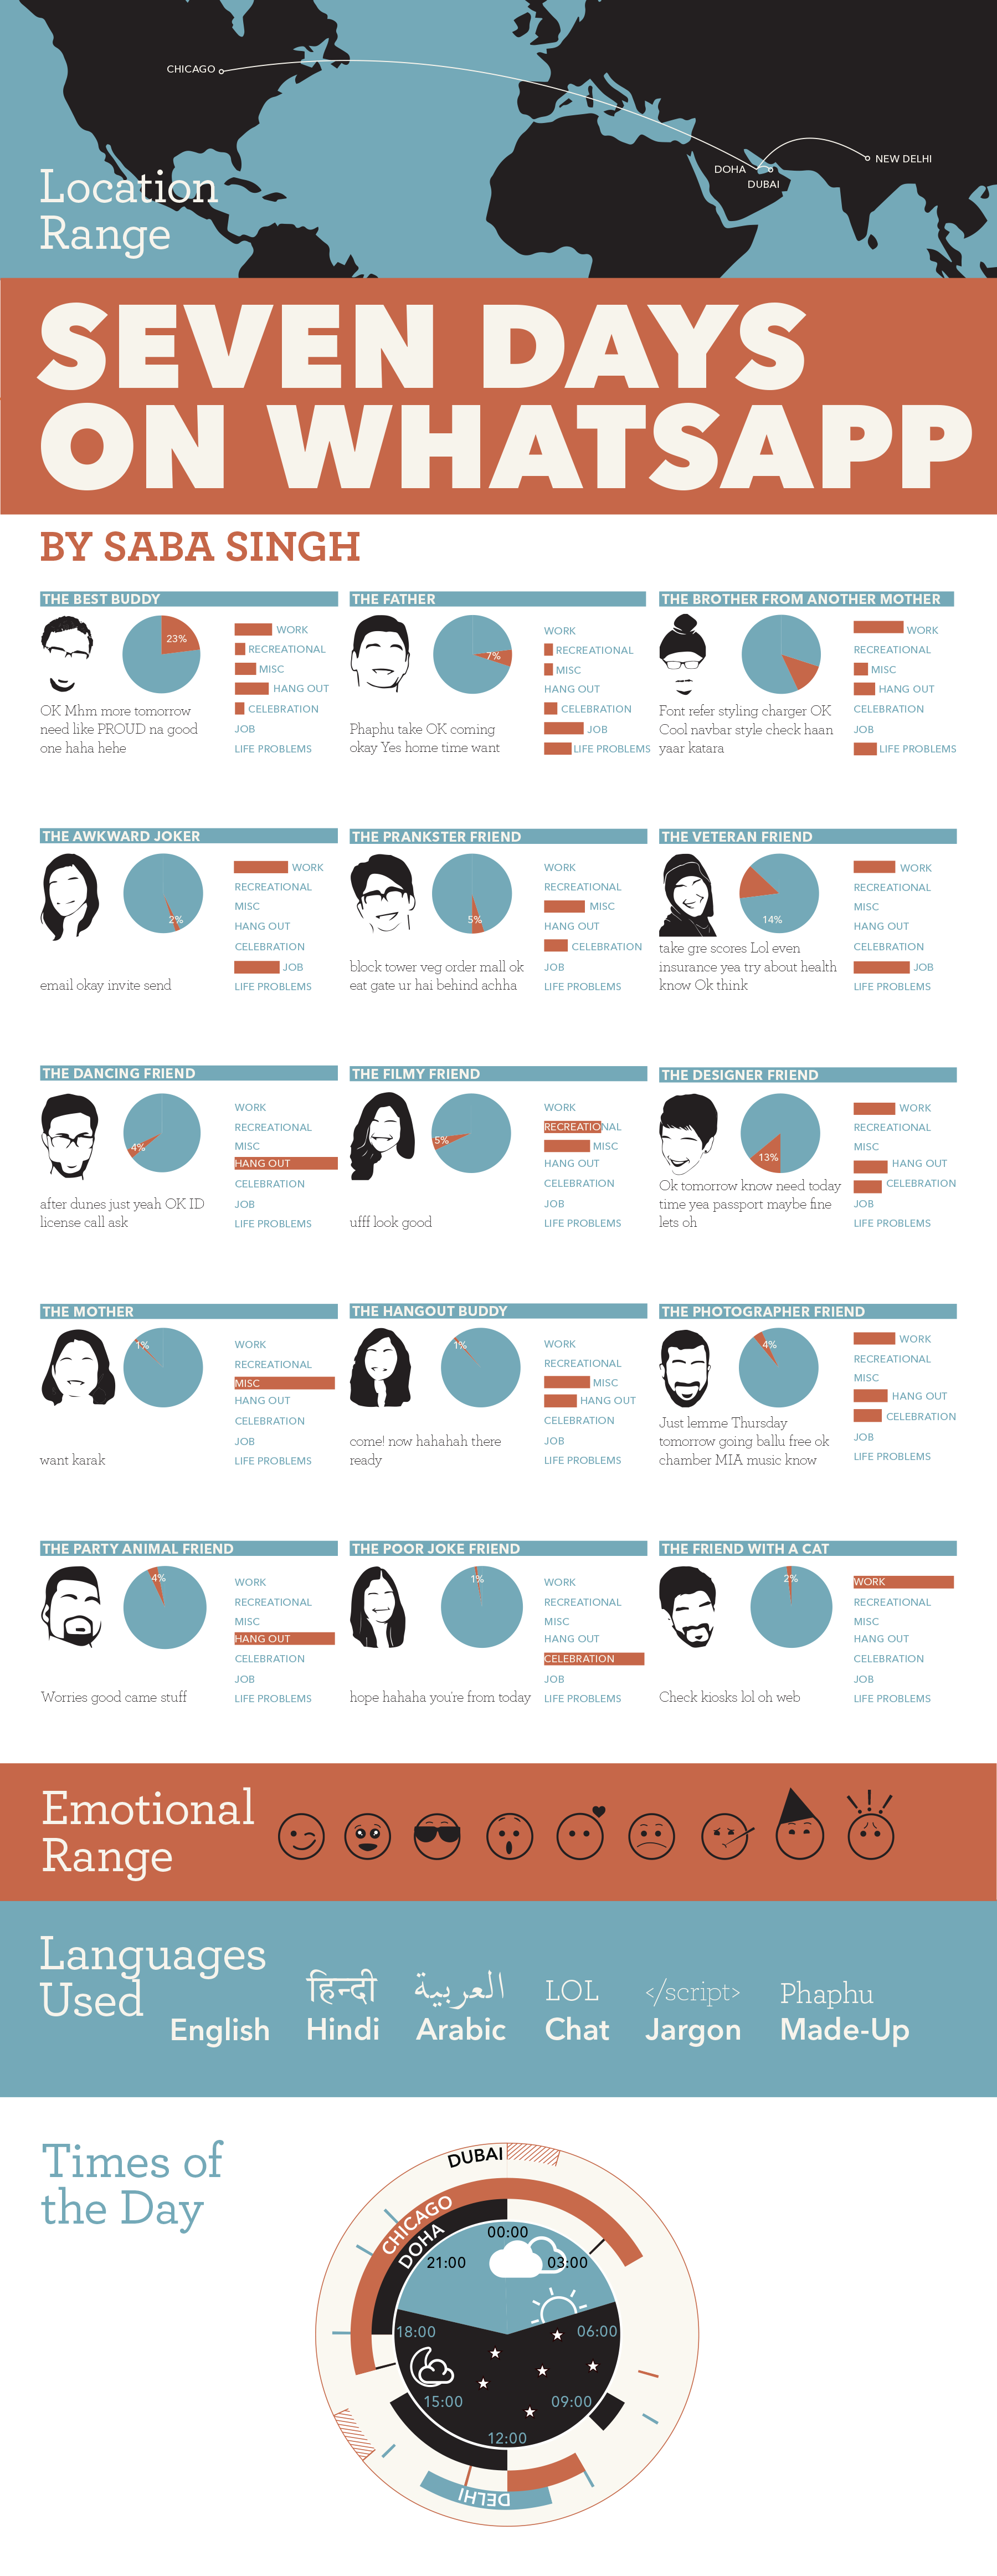 CHICAGO
DOHA
DUBAI
NEW DELHI
Location
Range
SEVEN DAYS
ON WHATSAPP
BY SABA SINGH
THE BEST BUDDY
23%
WORK
RECREATIONAL
MISC
HANG OUT
CELEBRATION
JOB
LIFE PROBLEMS
OK Mhm more tomorrow
need like PROUD na good
one haha hehe
THE FATHER
7%
WORK
RECREATIONAL
MISC
HANG OUT
CELEBRATION
JOB
LIFE PROBLEMS
Phaphu take OK coming
okay Yes home time want
THE BROTHER FROM ANOTHER MOTHER
WORK
RECREATIONAL
MISC
HANG OUT
CELEBRATION
JOB
LIFE PROBLEMS
Font refer styling charger OK
Cool navbar style check haan
yaar katara
THE AWKWARD JOKER
2%
WORK
RECREATIONAL
MISC
HANG OUT
CELEBRATION
JOB
LIFE PROBLEMS
email okay invite send
THE PRANKSTER FRIEND
5%
WORK
RECREATIONAL
MISC
HANG OUT
CELEBRATION
JOB
LIFE PROBLEMS
block tower veg order mall ok
eat gate ur hai behind achha
THE VETERAN FRIEND
14%
WORK
RECREATIONAL
MISC
HANG OUT
CELEBRATION
JOB
LIFE PROBLEMS
take gre scores Lol even
insurance yea try about health
know Ok think
THE DANCING FRIEND
4%
WORK
RECREATIONAL
MISC
HANG OUT
CELEBRATION
JOB
LIFE PROBLEMS
after dunes just yeah OK ID
license call ask
THE FILMY FRIEND
5%
WORK
RECREATIONAL
MISC
HANG OUT
CELEBRATION
JOB
LIFE PROBLEMS
ufff look good
THE DESIGNER FRIEND
13%
WORK
RECREATIONAL
MISC
HANG OUT
CELEBRATION
JOB
LIFE PROBLEMS
Ok tomorrow know need today
time yea passport maybe fine
lets oh
THE MOTHER
1%
WORK
RECREATIONAL
MISC
HANG OUT
CELEBRATION
JOB
LIFE PROBLEMS
want karak
THE HANGOUT BUDDY
1%
WORK
RECREATIONAL
MISC
HANG OUT
CELEBRATION
JOB
LIFE PROBLEMS
come! now hahahah there
ready
THE PHOTOGRAPHER FRIEND
4%
WORK
RECREATIONAL
MISC
HANG OUT
CELEBRATION
JOB
LIFE PROBLEMS
Just lemme Thursday
tomorrow going ballu free ok
chamber MIA music know
THE PARTY ANIMAL FRIEND
4%
WORK
RECREATIONAL
MISC
HANG OUT
CELEBRATION
JOB
LIFE PROBLEMS
Worries good came stuff
THE POOR JOKE FRIEND
1%
WORK
RECREATIONAL
MISC
HANG OUT
CELEBRATION
JOB
LIFE PROBLEMS
hope hahaha you're from today
THE FRIEND WITH A CAT
2%
WORK
RECREATIONAL
MISC
HANG OUT
CELEBRATION
JOB
LIFE PROBLEMS
Check kiosks lol oh web
Emotional
Range
Languages
Used
हिन्दी العربية LOL </script> Phaphu
English Hindi Arabic Chat Jargon Made-Up
Times of
the Day
DUBAI
CHICAGO
DOHA
00:00
21:00
03:00
18:00
06:00
15:00
09:00
12:00
DELHI